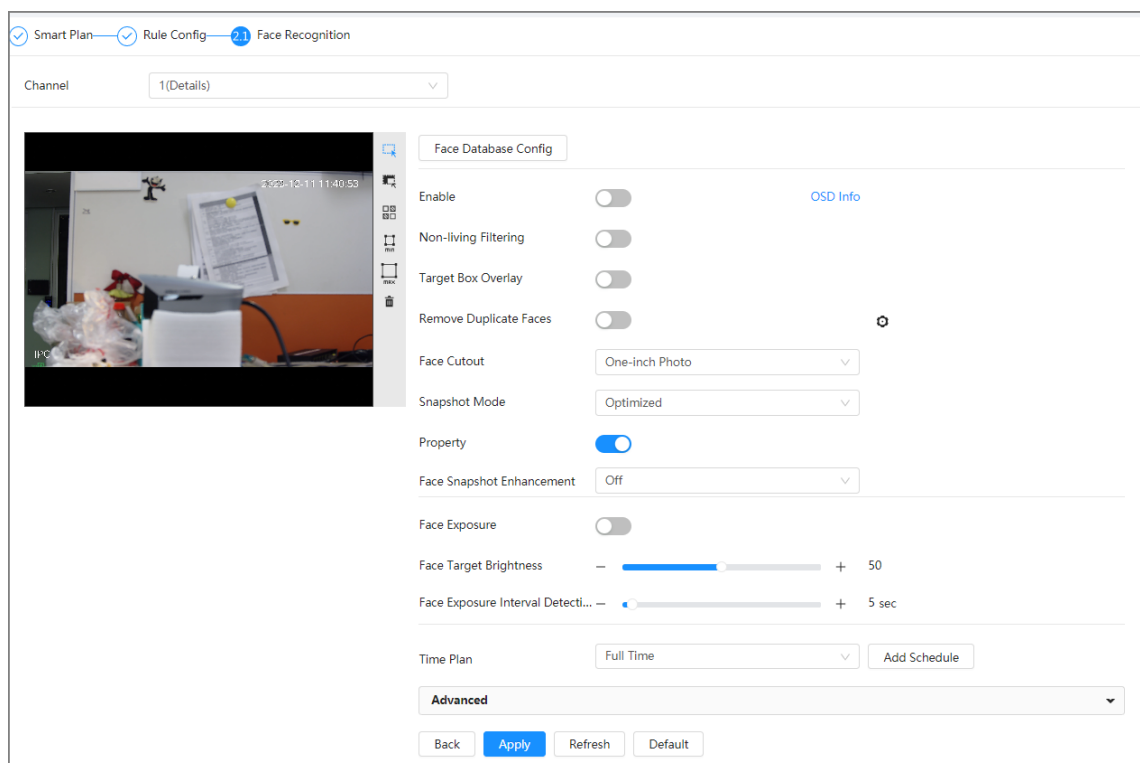 Smart Plan
Rule Config
2.1 Face Recognition
Channel
1(Details)
Face Database Config
Enable
OSD Info
Non-living Filtering
min
Target Box Overlay
max
Remove Duplicate Faces
IPC
Face Cutout
One-inch Photo
Snapshot Mode
Optimized
Property
Face Snapshot Enhancement
Off
Face Exposure
Face Target Brightness
50
Face Exposure Interval Detecti...
5 sec
Time Plan
Full Time
Add Schedule
Advanced
Back
Apply
Refresh
Default